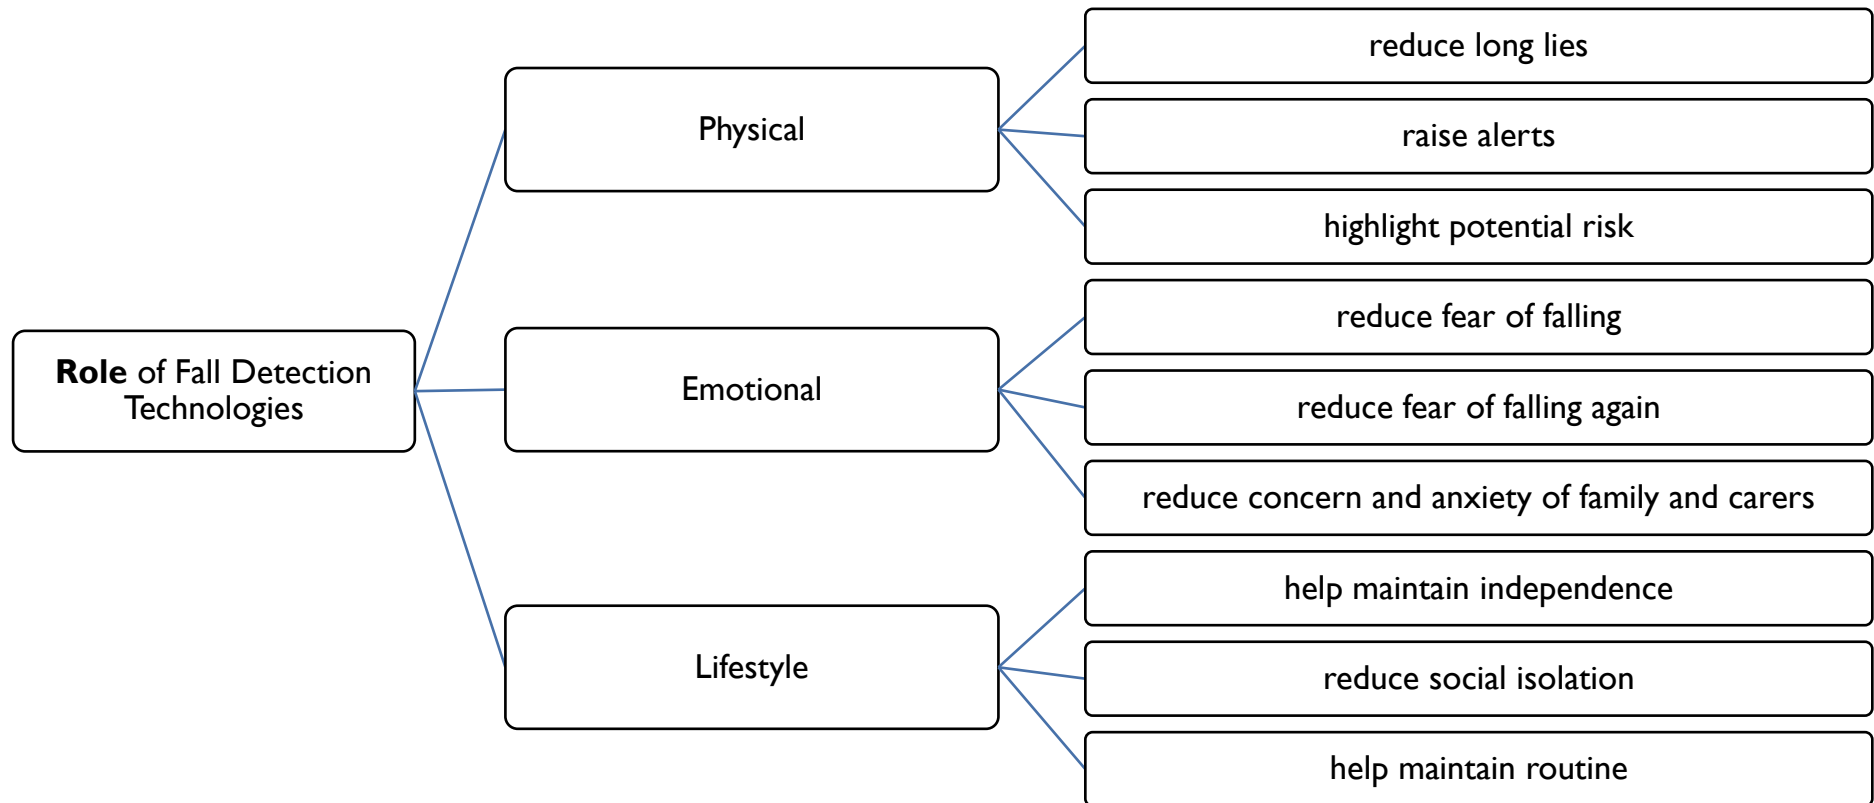 Role of Fall Detection
Technologies
Physical
reduce long lies
raise alerts
highlight potential risk
Emotional
reduce fear of falling
reduce fear of falling again
reduce concern and anxiety of family and carers
Lifestyle
help maintain independence
reduce social isolation
help maintain routine